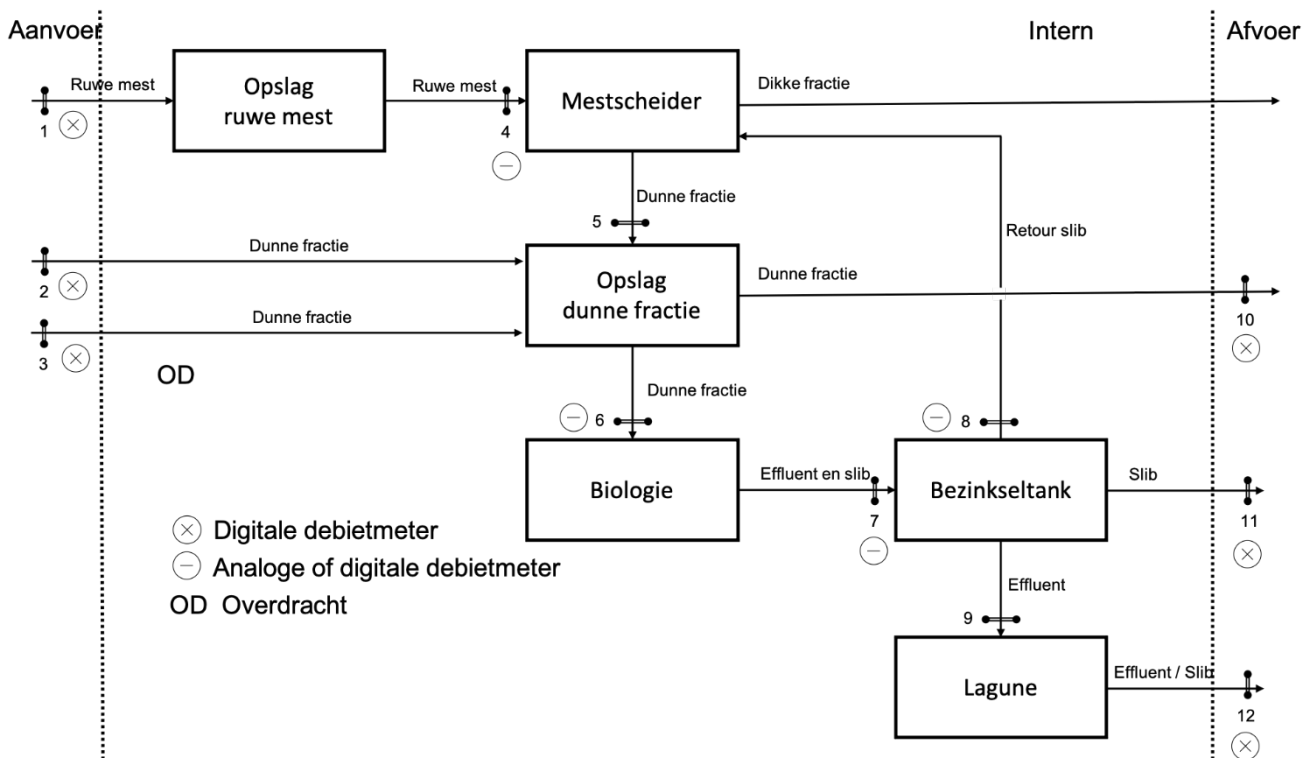 Aanvoer
Intern
Afvoer
Ruwe mest
Opslag
ruwe mest
Ruwe mest
Mestscheider
Dikke fractie
1
4
Dunne fractie
5
Retour slib
Dunne fractie
2
Opslag
dunne fractie
Dunne fractie
10
Dunne fractie
3
OD
Dunne fractie
6
8
Biologie
Effluent en slib
7
Bezinkseltank
Slib
11
Digitale debietmeter
Analoge of digitale debietmeter
OD Overdracht
Effluent
9
Lagune
Effluent / Slib
12